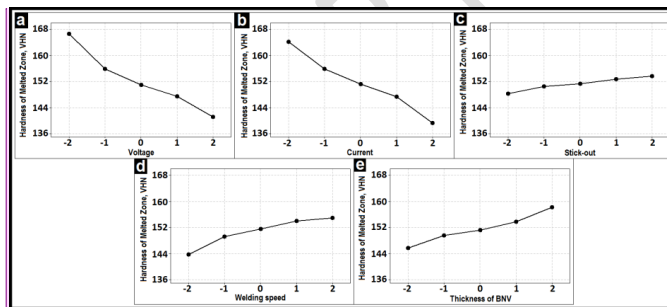 a
Hardness of Melted Zone, VHN
168
160
152
144
136
-2 -1 0 1 2
Voltage
b
Hardness of Melted Zone, VHN
168
160
152
144
136
-2 -1 0 1 2
Current
c
Hardness of Melted Zone, VHN
168
160
152
144
136
-2 -1 0 1 2
Stick-out
d
Hardness of Melted Zone, VHN
168
160
152
144
136
-2 -1 0 1 2
Welding speed
e
Hardness of Melted Zone, VHN
168
160
152
144
136
-2 -1 0 1 2
Thickness of BNV